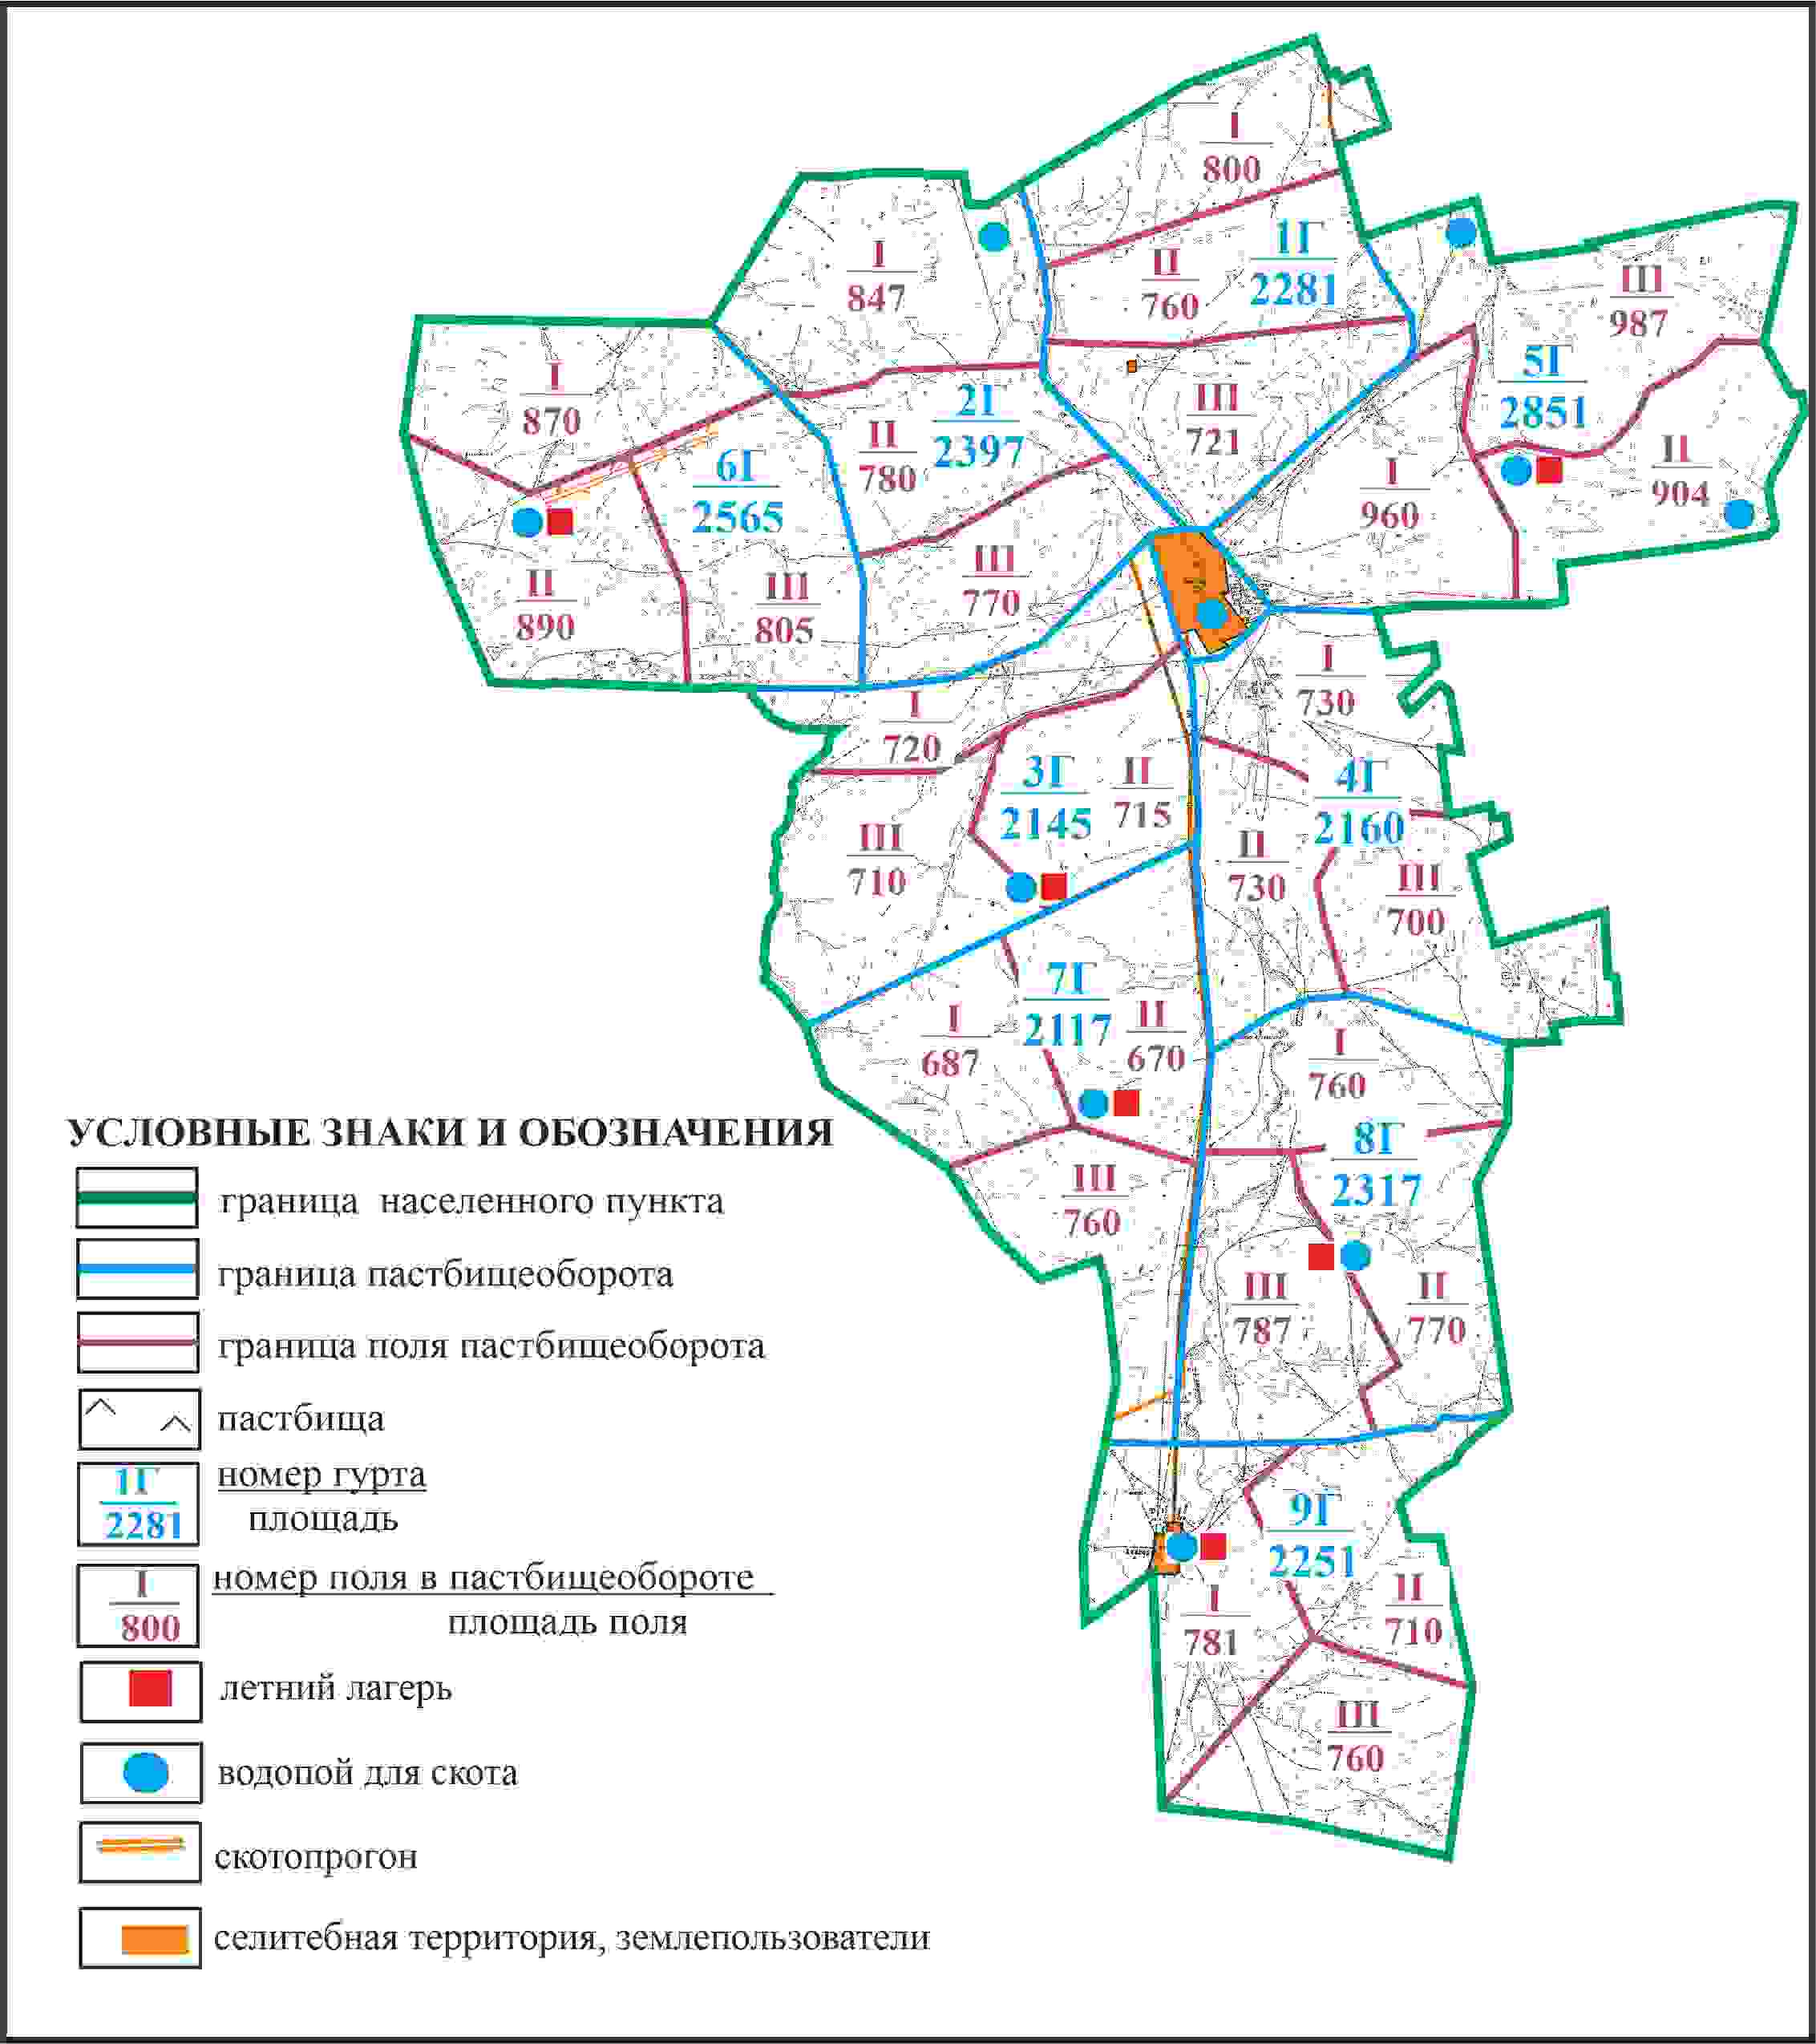 I
800
I
847
II
760
1Г
2281
III
987
I
870
2Г
2397
III
721
5Г
2851
II
780
6Г
2565
I
960
II
904
II
890
III
805
III
770
I
730
I
720
3Г
2145
II
715
4Г
2160
III
710
II
730
III
700
7Г
2117
I
687
II
670
I
760
8Г
2317
III
760
III
787
II
770
9Г
2251
I
781
II
710
III
760
УСЛОВНЫЕ ЗНАКИ И ОБОЗНАЧЕНИЯ
граница населенного пункта
граница пастбищеоборота
граница поля пастбищеоборота
пастбища
1Г
2281
номер гурта
площадь
I
800
номер поля в пастбищеобороте
площадь поля
летний лагерь
водопой для скота
скотопрогон
селитебная территория, землепользователи